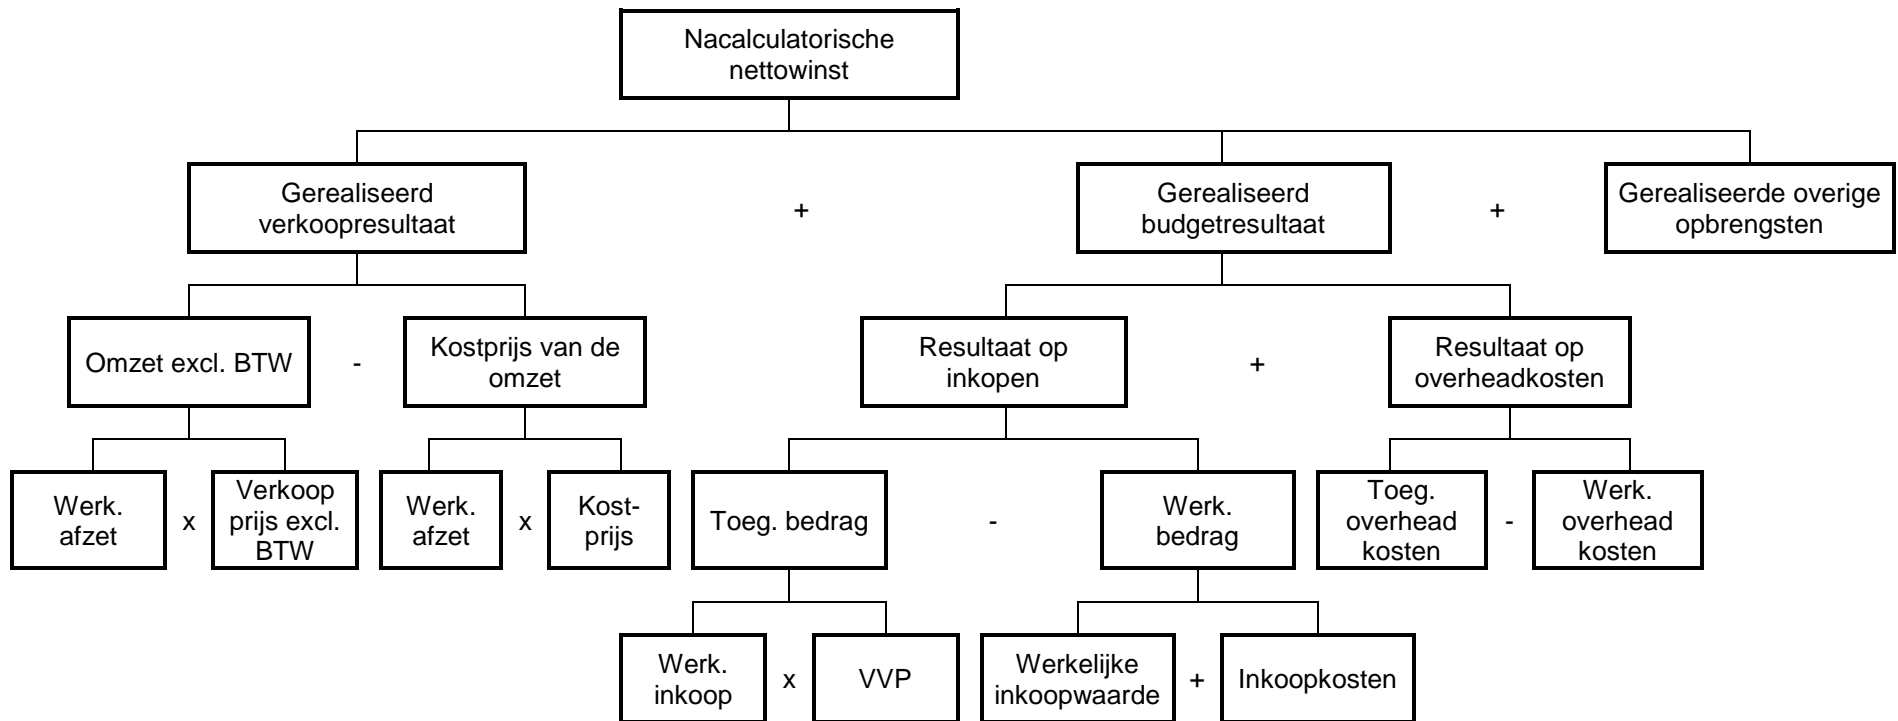 Nacalculatorische
nettowinst
Gerealiseerd
verkoopresultaat
+
Gerealiseerd
budgetresultaat
+
Gerealiseerde overige
opbrengsten
Omzet excl. BTW
-
Kostprijs van de
omzet
Resultaat op
inkopen
+
Resultaat op
overheadkosten
Werk.
afzet
x
Verkoop
prijs excl.
BTW
Werk.
afzet
x
Kost-
prijs
Toeg. bedrag
-
Werk.
bedrag
Toeg.
overhead
kosten
-
Werk.
overhead
kosten
Werk.
inkoop
x
VVP
Werkelijke
inkoopwaarde
+
Inkoopkosten